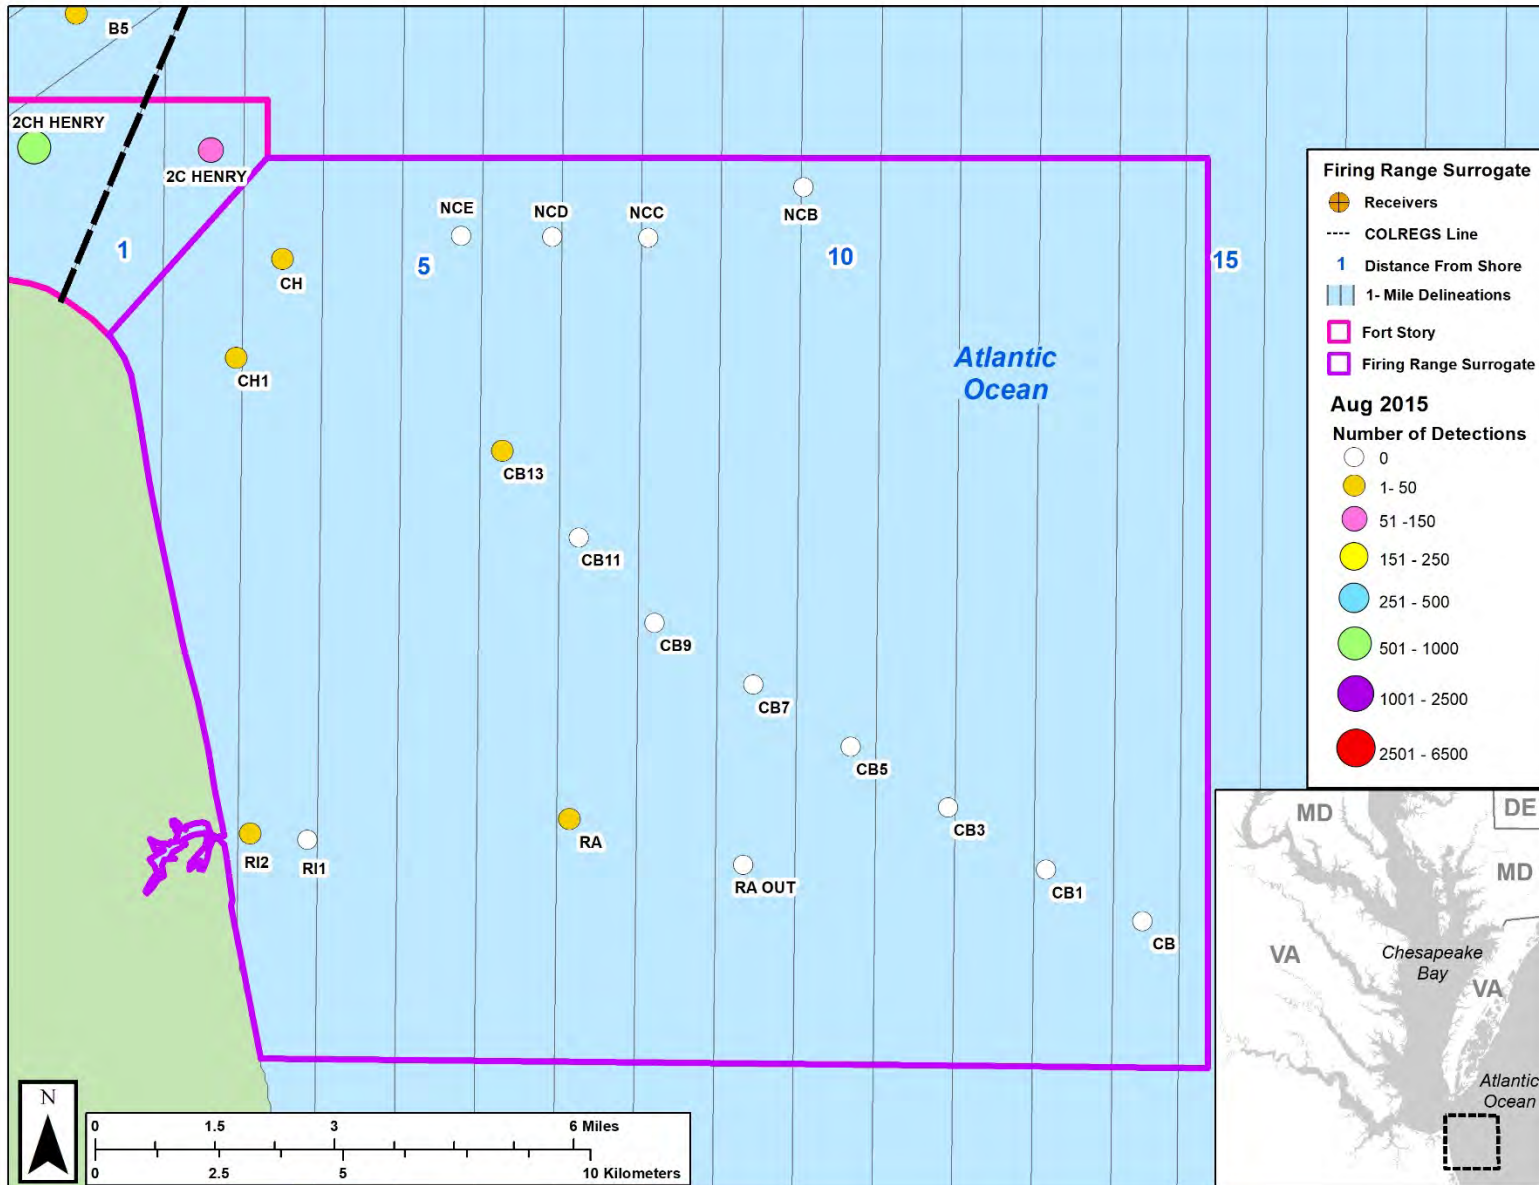 B5
2CH HENRY
2C HENRY
1
NCE
NCD
NCC
NCB
CH
5
10
15
CH1
Atlantic
Ocean
CB13
CB11
CB9
CB7
CB5
CB3
RI2
RI1
RA
RA OUT
CB1
CB
N
0 1.5 3 6 Miles
0 2.5 5 10 Kilometers
Firing Range Surrogate
Receivers
COLREGS Line
1 Distance From Shore
1- Mile Delineations
Fort Story
Firing Range Surrogate
Aug 2015
Number of Detections
0
1- 50
51 -150
151 - 250
251 - 500
501 - 1000
1001 - 2500
2501 - 6500
MD
DE
MD
VA
Chesapeake
Bay
VA
Atlantic
Ocean